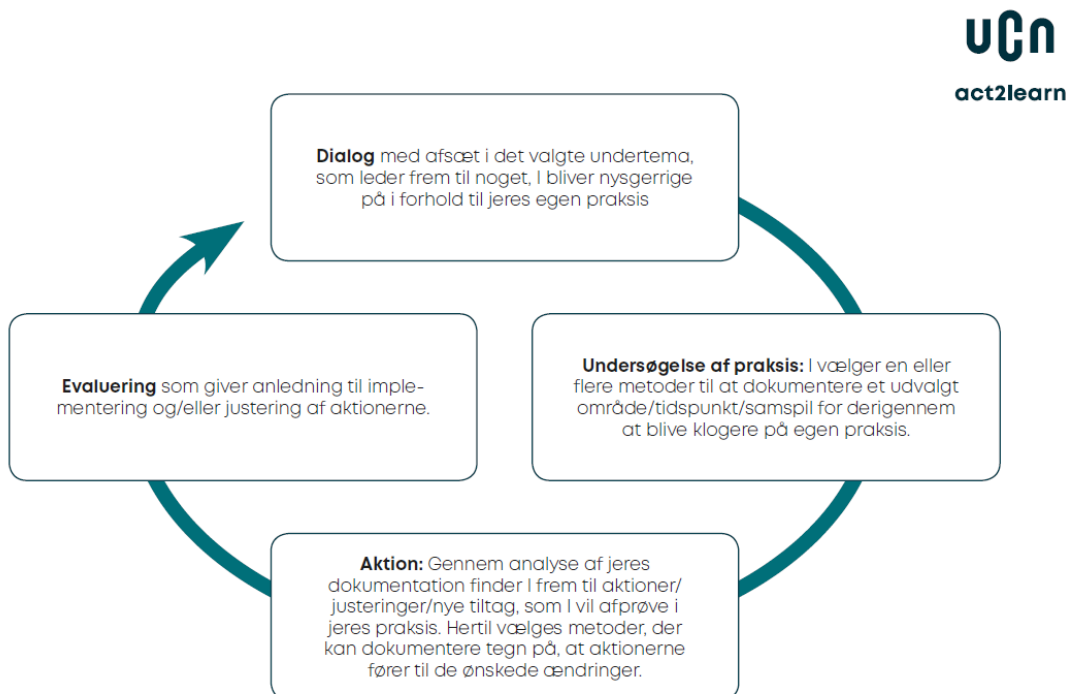 ucn
act2learn
Dialog med afsæt i det valgte undertema,
som leder frem til noget, I bliver nysgerrige
på i forhold til jeres egen praksis
Undersøgelse af praksis: I vælger en eller
flere metoder til at dokumentere et udvalgt
område/tidspunkt/samspil for derigennem
at blive klogere på egen praksis.
Aktion: Gennem analyse af jeres
dokumentation finder I frem til aktioner/
justeringer/nye tiltag, som I vil afprøve i
jeres praksis. Hertil vælges metoder, der
kan dokumentere tegn på, at aktionerne
fører til de ønskede ændringer.
Evaluering som giver anledning til imple-
mentering og/eller justering af aktionerne.